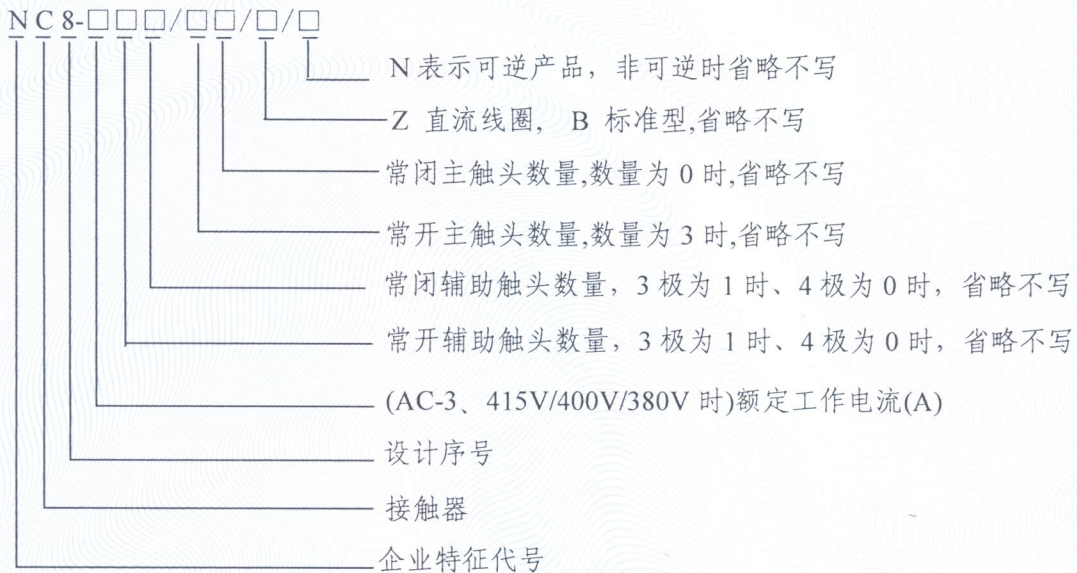 NC8-□□□/□□/□/□
N表示可逆产品，非可逆时省略不写
Z 直流线圈， B 标准型,省略不写
常闭主触头数量,数量为 0 时,省略不写
常开主触头数量,数量为 3 时,省略不写
常闭辅助触头数量，3 极为 1 时、4 极为 0 时，省略不写
常开辅助触头数量，3 极为 1 时、4 极为 0 时，省略不写
(AC-3、415V/400V/380V 时)额定工作电流(A)
设计序号
接触器
企业特征代号